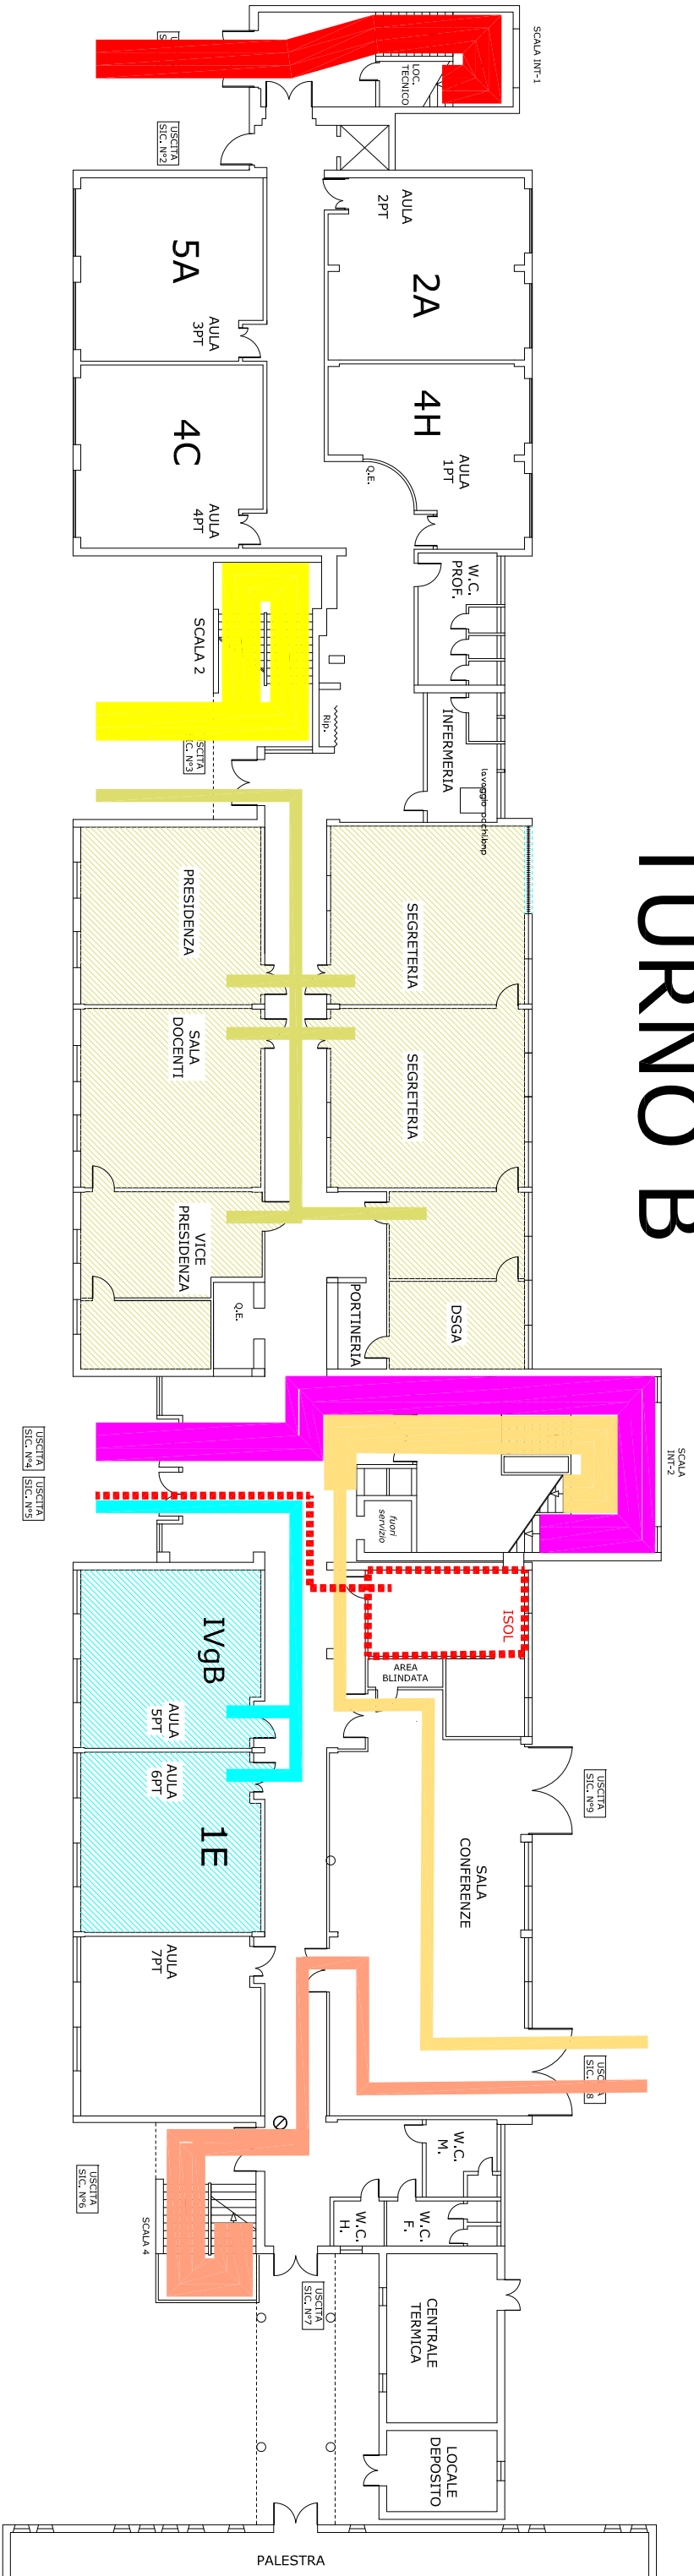 TURNO B
SCALA INT-1
LOC.
TECNICO
USCITA
SIC. N°2
AULA
2PT
2A
5A
AULA
3PT
4H
AULA
1PT
Q.E.
4C
AULA
4PT
W.C.
PROF.
SCALA 2
Rip.
INFERMERIA
lavaggio occhi.bmp
SEGRETERIA
PRESIDENZA
SALA
DOCENTI
SEGRETERIA
VICE
PRESIDENZA
Q.E.
PORTINERIA
DSGA
SCALA
INT-2
USCITA
SIC. N°4
USCITA
SIC. N°5
fuori
servizio
ISOL
AREA
BLINDATA
IVgB
AULA
5PT
AULA
6PT
1E
USCITA
SIC. N°9
SALA
CONFERENZE
AULA
7PT
W.C.
M.
W.C.
F.
W.C.
H.
USCITA
SIC. N°6
SCALA 4
USCITA
SIC. N°7
CENTRALE
TERMICA
LOCALE
DEPOSITO
PALESTRA